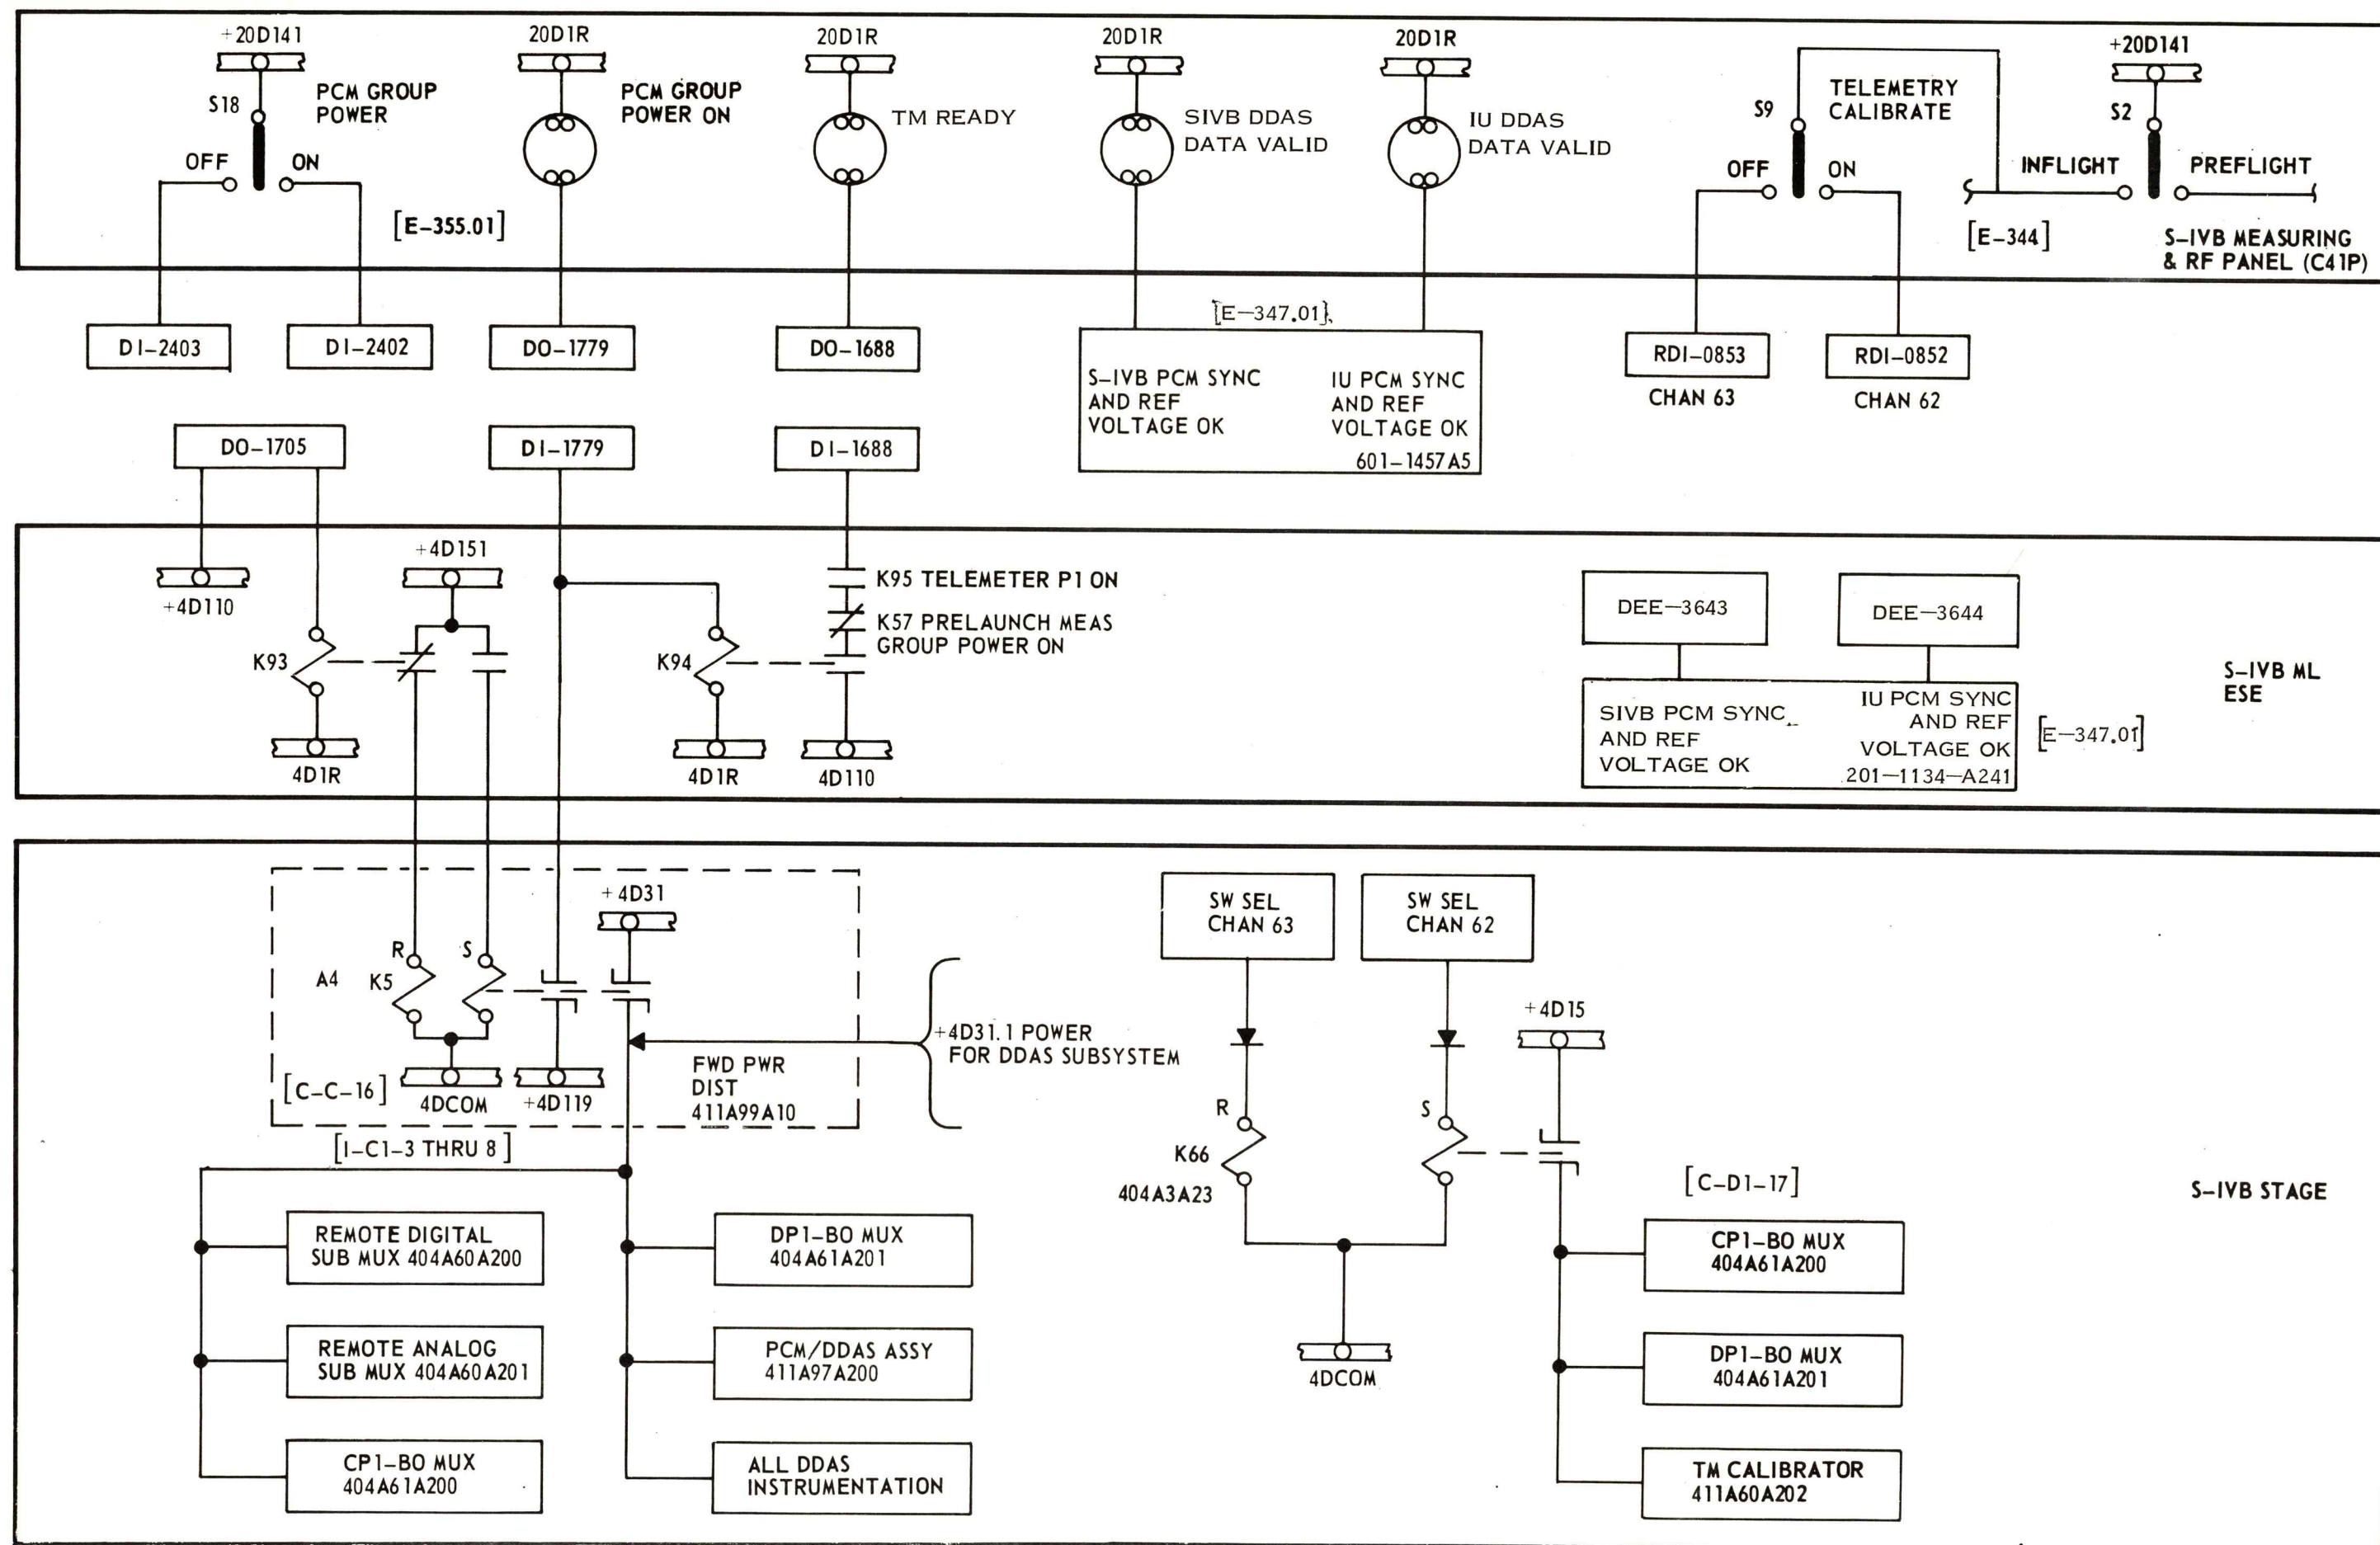 +20D141
S18
PCM GROUP
POWER
OFF
ON
[E-355.01]
20D1R
PCM GROUP
POWER ON
20D1R
TM READY
20D1R
SIVB DDAS
DATA VALID
20D1R
IU DDAS
DATA VALID
S9
TELEMETRY
CALIBRATE
OFF
ON
+20D141
S2
INFLIGHT
PREFLIGHT
[E-344]
S-IVB MEASURING
& RF PANEL (C41P)
DI-2403
DI-2402
DO-1779
DO-1688
[E-347.01]
S-IVB PCM SYNC
AND REF
VOLTAGE OK
IU PCM SYNC
AND REF
VOLTAGE OK
601-1457A5
RDI-0853
CHAN 63
RDI-0852
CHAN 62
DO-1705
DI-1779
DI-1688
+4D110
K93
4D1R
+4D151
K94
4D1R
K95 TELEMETER P1 ON
K57 PRELAUNCH MEAS
GROUP POWER ON
4D110
DEE-3643
DEE-3644
SIVB PCM SYNC
AND REF
VOLTAGE OK
IU PCM SYNC
AND REF
VOLTAGE OK
201-1134-A241
[E-347.01]
S-IVB ML
ESE
+4D31
A4
K5
R
S
[C-C-16]
4DCOM
+4D119
FWD PWR
DIST
411A99A10
+4D31.1 POWER
FOR DDAS SUBSYSTEM
[I-C1-3 THRU 8]
REMOTE DIGITAL
SUB MUX 404A60A200
REMOTE ANALOG
SUB MUX 404A60A201
CP1-BO MUX
404A61A200
DP1-BO MUX
404A61A201
PCM/DDAS ASSY
411A97A200
ALL DDAS
INSTRUMENTATION
SW SEL
CHAN 63
SW SEL
CHAN 62
R
K66
404A3A23
S
4DCOM
+4D15
[C-D1-17]
CP1-BO MUX
404A61A200
DP1-BO MUX
404A61A201
TM CALIBRATOR
411A60A202
S-IVB STAGE